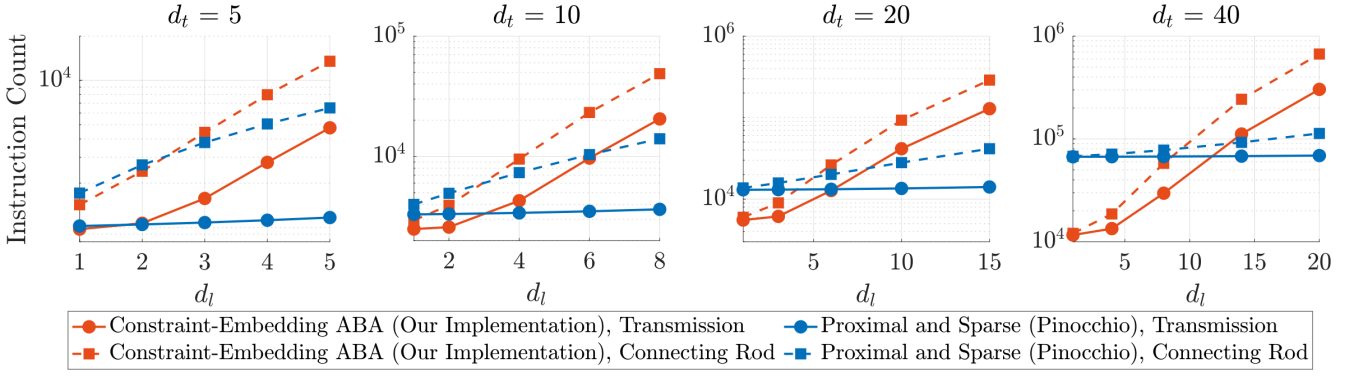 d_t = 5 d_t = 10 d_t = 20 d_t = 40
Instruction Count
10^4
1 2 3 4 5
d_l
10^5
10^4
2 4 6 8
d_l
10^6
10^4
5 10 15
d_l
10^6
10^5
10^4
5 10 15 20
d_l
Constraint-Embedding ABA (Our Implementation), Transmission
Constraint-Embedding ABA (Our Implementation), Connecting Rod
Proximal and Sparse (Pinocchio), Transmission
Proximal and Sparse (Pinocchio), Connecting Rod